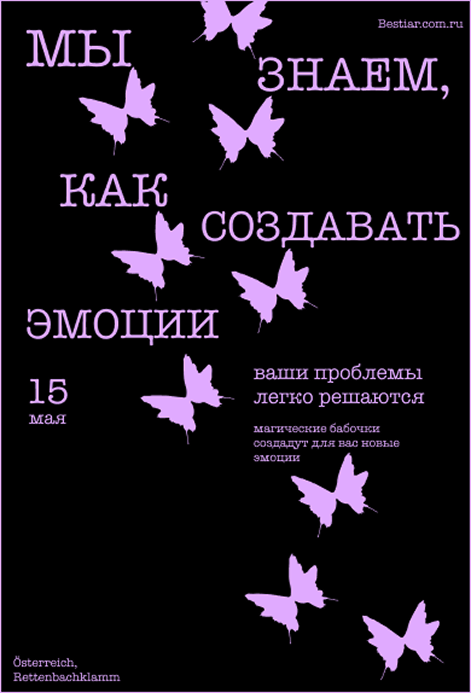 Bestiar.com.ru
МЫ
ЗНАЕМ,
КАК
СОЗДАВАТЬ
ЭМОЦИИ
15
мая
ваши проблемы
легко решаются
магические бабочки
создадут для вас новые
эмоции
Österreich,
Rettenbachklamm